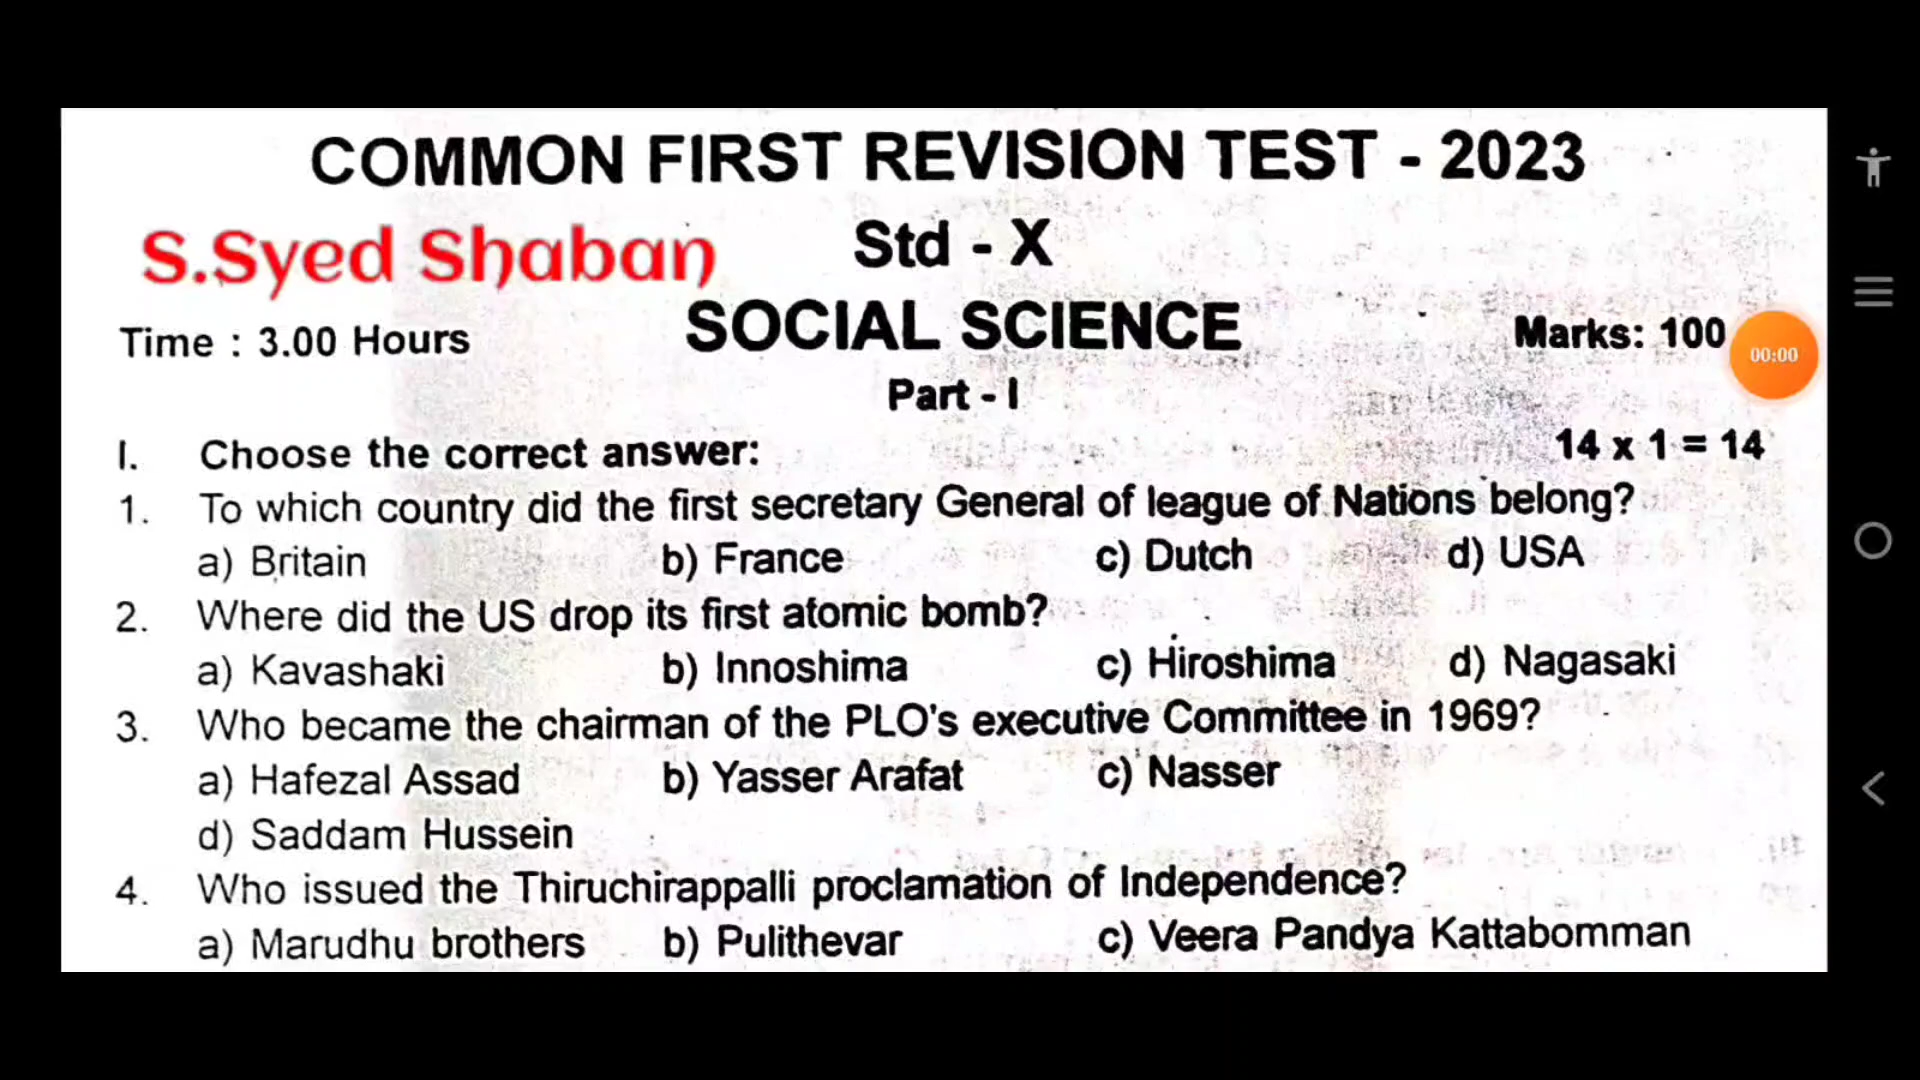 COMMON FIRST REVISION TEST - 2023
S.Syed Shaban
Std - X
SOCIAL SCIENCE
Time : 3.00 Hours
Marks: 100
00:00
Part - I
I. Choose the correct answer:
14 x 1 = 14
1. To which country did the first secretary General of league of Nations belong?
a) Britain b) France c) Dutch d) USA
2. Where did the US drop its first atomic bomb?
a) Kavashaki b) Innoshima c) Hiroshima d) Nagasaki
3. Who became the chairman of the PLO's executive Committee in 1969?
a) Hafezal Assad b) Yasser Arafat c) Nasser
d) Saddam Hussein
4. Who issued the Thiruchirappalli proclamation of Independence?
a) Marudhu brothers b) Pulithevar c) Veera Pandya Kattabomman